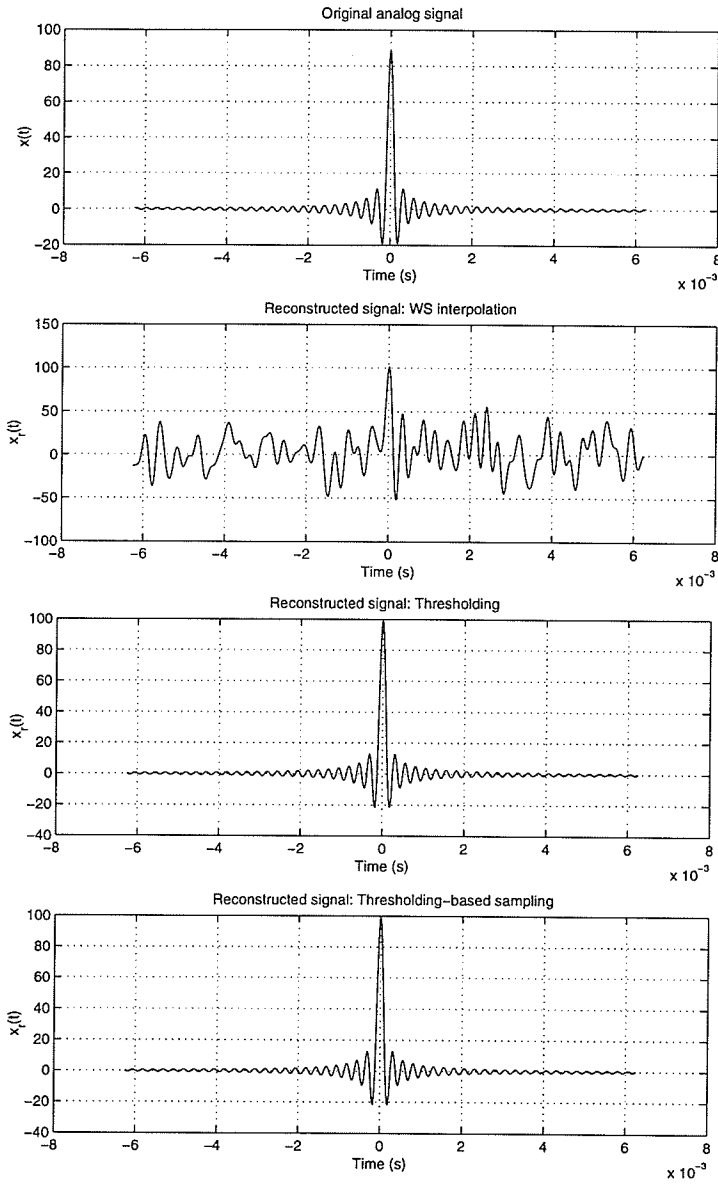 Original analog signal
100
80
60
40
20
0
−20
x(t)
−8 −6 −4 −2 0 2 4 6 8
Time (s)
x 10⁻³
Reconstructed signal: WS interpolation
150
100
50
0
−50
−100
xᵣ(t)
−8 −6 −4 −2 0 2 4 6 8
Time (s)
x 10⁻³
Reconstructed signal: Thresholding
100
80
60
40
20
0
−20
−40
xᵣ(t)
−8 −6 −4 −2 0 2 4 6 8
Time (s)
x 10⁻³
Reconstructed signal: Thresholding−based sampling
100
80
60
40
20
0
−20
−40
xᵣ(t)
−8 −6 −4 −2 0 2 4 6 8
Time (s)
x 10⁻³